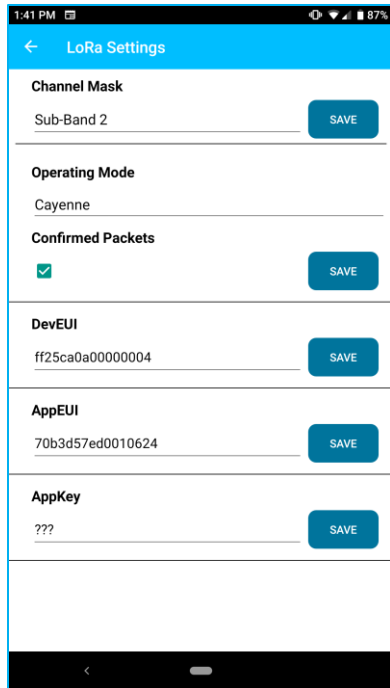 1:41 PM 87%
LoRa Settings
Channel Mask
Sub-Band 2 SAVE
Operating Mode
Cayenne
Confirmed Packets
SAVE
DevEUI
ff25ca0a00000004 SAVE
AppEUI
70b3d57ed0010624 SAVE
AppKey
??? SAVE